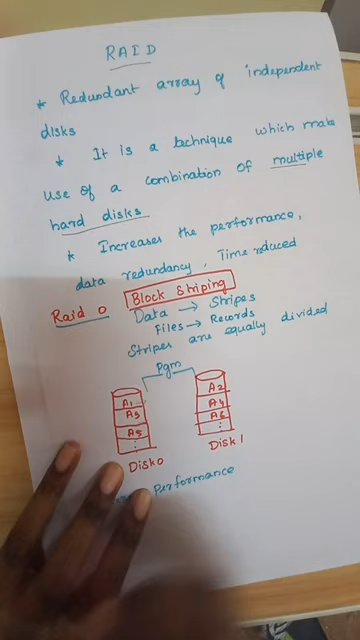 RAID
* Redundant array of independent
disks
* It is a technique which make
use of a combination of multiple
hard disks
* Increases the performance,
data redundancy, Time reduced
Raid 0 Block Striping
Data → Stripes
Files → Records
Stripes are equally divided
Pgm
A1 A2
A3 A4
A5 A6
Disk0 Disk1
Performance